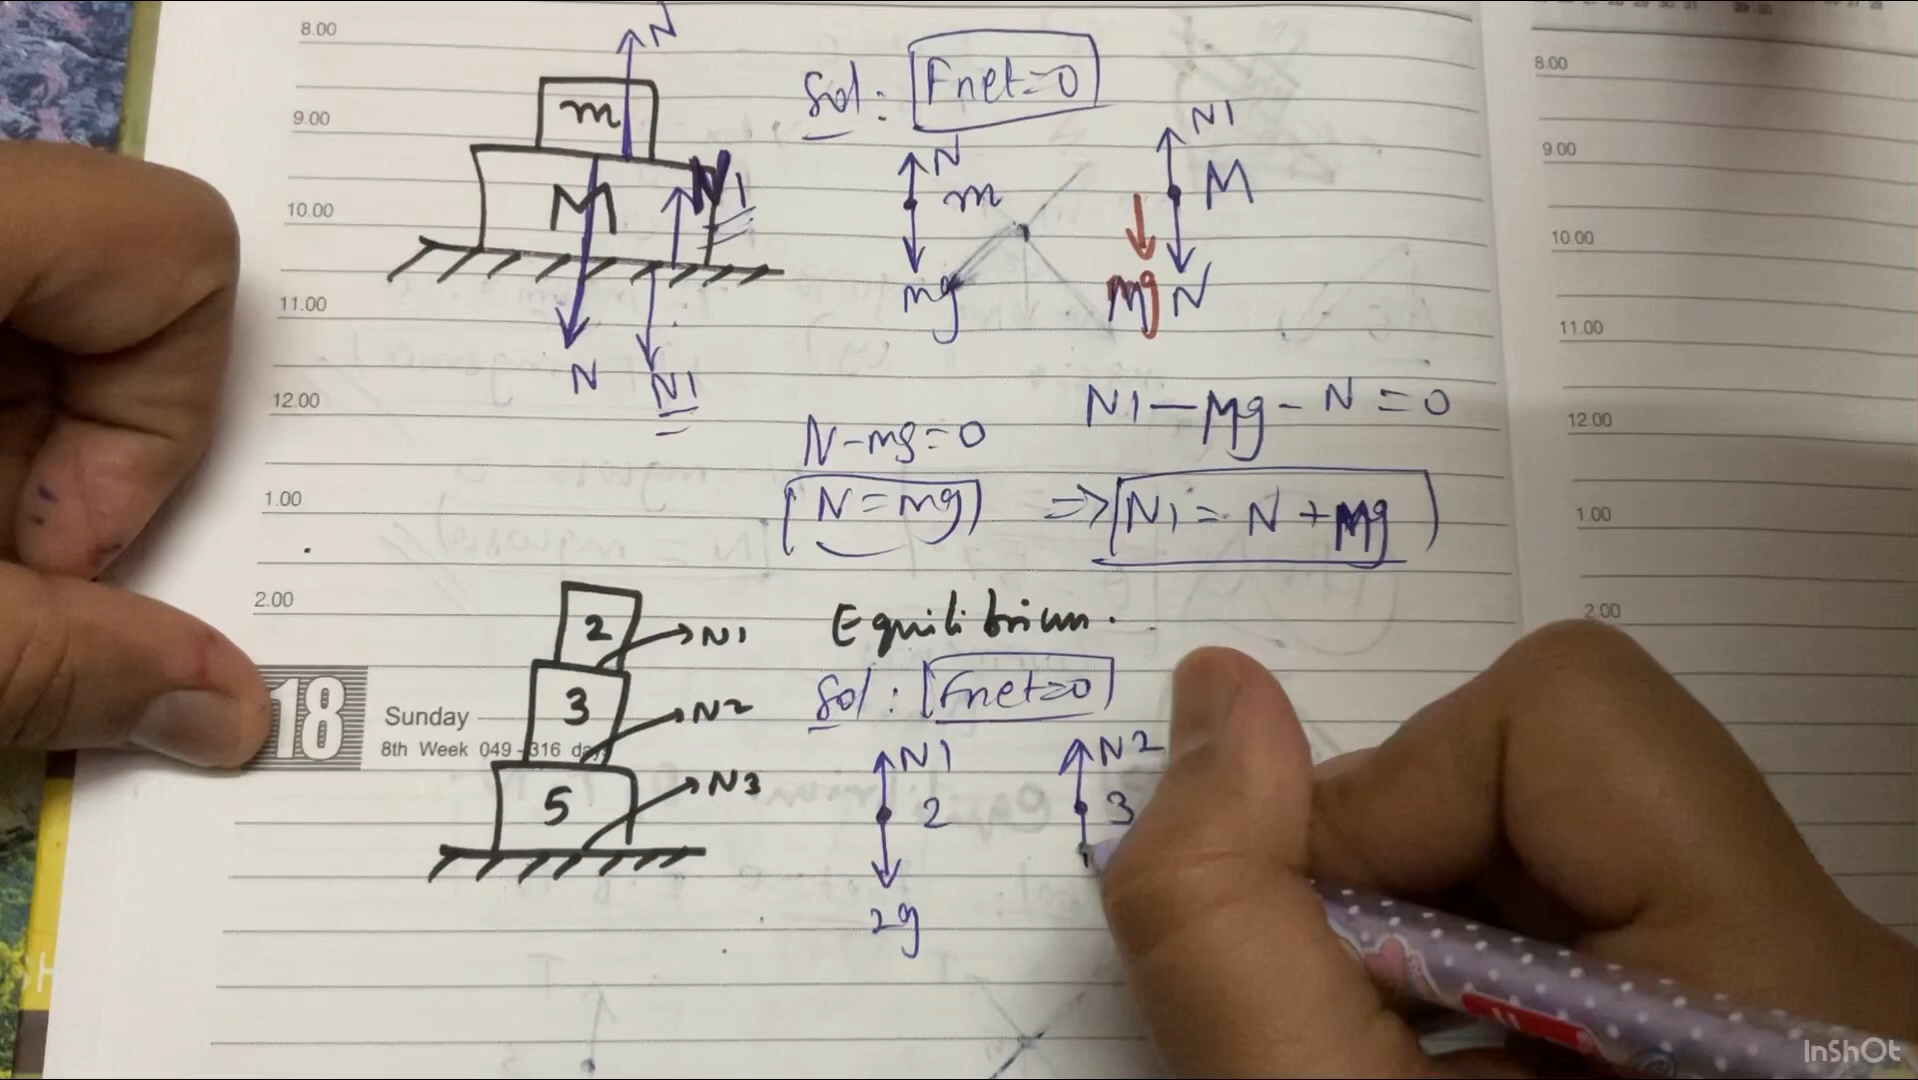 8.00
9.00
10.00
11.00
12.00
1.00
2.00
N
m
M
N1
N
N1
Sol: Fnet=0
N
m
mg
N1
M
Mg N
N-mg=0
N=mg
N1-Mg-N=0
=> N1=N+Mg
2
3
5
N1
N2
N3
Equilibrium.
Sol: Fnet=0
N1
2
2g
N2
3
18
Sunday
8th Week 049-316
8.00
9.00
10.00
11.00
12.00
1.00
2.00
InShOt